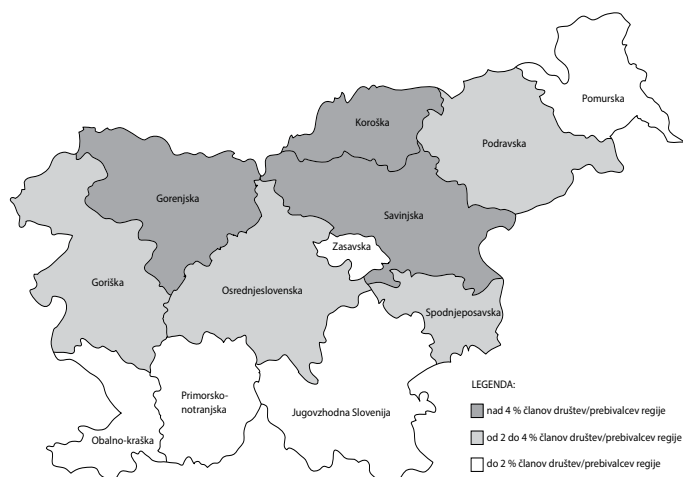 Pomurska
Koroška
Podravska
Gorenjska
Savinjska
Zasavska
Goriška
Osrednjeslovenska
Spodnjeposavska
Primorsko-
notranjska
Jugovzhodna Slovenija
Obalno-kraška
LEGENDA:
nad 4 % članov društev/prebivalcev regije
od 2 do 4 % članov društev/prebivalcev regije
do 2 % članov društev/prebivalcev regije